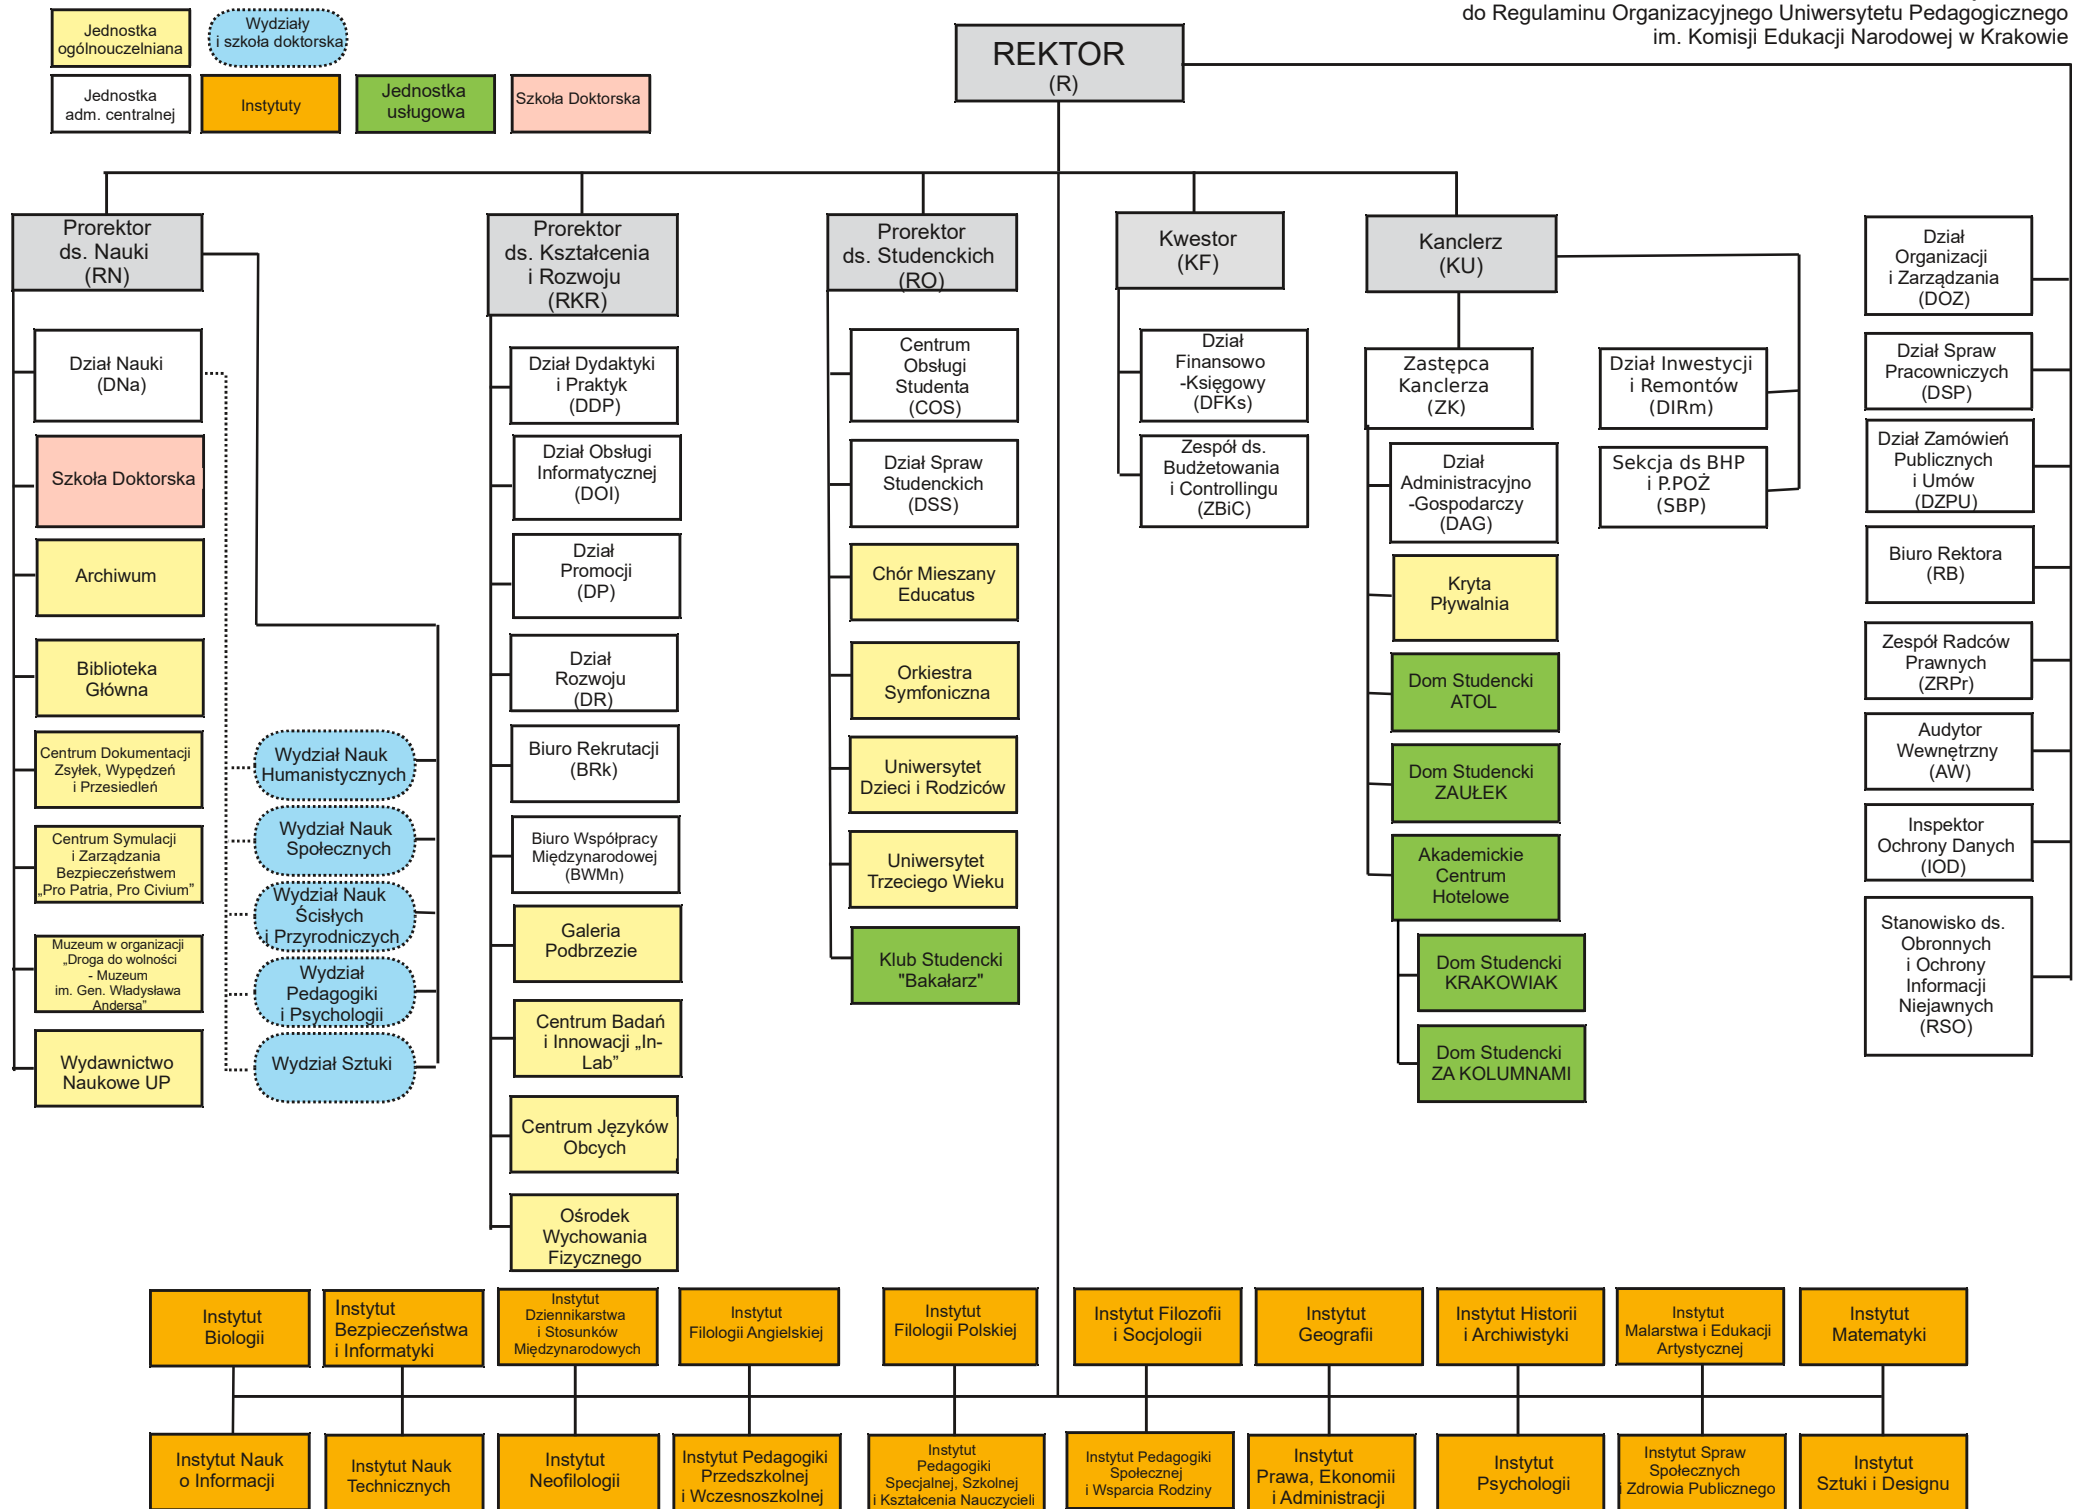 do Regulaminu Organizacyjnego Uniwersytetu Pedagogicznego
im. Komisji Edukacji Narodowej w Krakowie
Jednostka
ogólnouczelniana
Wydziały
i szkoła doktorska
Jednostka
adm. centralnej
Instytuty
Jednostka
usługowa
Szkoła Doktorska
REKTOR
(R)
Prorektor
ds. Nauki
(RN)
Prorektor
ds. Kształcenia
i Rozwoju
(RKR)
Prorektor
ds. Studenckich
(RO)
Kwestor
(KF)
Kanclerz
(KU)
Dział Nauki
(DNa)
Szkoła Doktorska
Archiwum
Biblioteka
Główna
Centrum Dokumentacji
Zsyłek, Wypędzeń
i Przesiedleń
Centrum Symulacji
i Zarządzania
Bezpieczeństwem
„Pro Patria, Pro Civium”
Muzeum w organizacji
„Droga do wolności
- Muzeum
im. Gen. Władysława
Andersa”
Wydawnictwo
Naukowe UP
Wydział Nauk
Humanistycznych
Wydział Nauk
Społecznych
Wydział Nauk
Ścisłych
i Przyrodniczych
Wydział
Pedagogiki
i Psychologii
Wydział Sztuki
Dział Dydaktyki
i Praktyk
(DDP)
Dział Obsługi
Informatycznej
(DOI)
Dział
Promocji
(DP)
Dział
Rozwoju
(DR)
Biuro Rekrutacji
(BRk)
Biuro Współpracy
Międzynarodowej
(BWMn)
Galeria
Podbrzezie
Centrum Badań
i Innowacji „In-
Lab”
Centrum Języków
Obcych
Ośrodek
Wychowania
Fizycznego
Centrum
Obsługi
Studenta
(COS)
Dział Spraw
Studenckich
(DSS)
Chór Mieszany
Educatus
Orkiestra
Symfoniczna
Uniwersytet
Dzieci i Rodziców
Uniwersytet
Trzeciego Wieku
Klub Studencki
"Bakałarz"
Dział
Finansowo
-Księgowy
(DFKs)
Zespół ds.
Budżetowania
i Controllingu
(ZBiC)
Zastępca
Kanclerza
(ZK)
Dział
Administracyjno
-Gospodarczy
(DAG)
Kryta
Pływalnia
Dom Studencki
ATOL
Dom Studencki
ZAUŁEK
Akademickie
Centrum
Hotelowe
Dom Studencki
KRAKOWIAK
Dom Studencki
ZA KOLUMNAMI
Dział Inwestycji
i Remontów
(DIRm)
Sekcja ds BHP
i P.POŻ
(SBP)
Dział
Organizacji
i Zarządzania
(DOZ)
Dział Spraw
Pracowniczych
(DSP)
Dział Zamówień
Publicznych
i Umów
(DZPU)
Biuro Rektora
(RB)
Zespół Radców
Prawnych
(ZRPr)
Audytor
Wewnętrzny
(AW)
Inspektor
Ochrony Danych
(IOD)
Stanowisko ds.
Obronnych
i Ochrony
Informacji
Niejawnych
(RSO)
Instytut
Biologii
Instytut
Bezpieczeństwa
i Informatyki
Instytut
Dziennikarstwa
i Stosunków
Międzynarodowych
Instytut
Filologii Angielskiej
Instytut
Filologii Polskiej
Instytut Filozofii
i Socjologii
Instytut
Geografii
Instytut Historii
i Archiwistyki
Instytut
Malarstwa i Edukacji
Artystycznej
Instytut
Matematyki
Instytut Nauk
o Informacji
Instytut Nauk
Technicznych
Instytut
Neofilologii
Instytut Pedagogiki
Przedszkolnej
i Wczesnoszkolnej
Instytut
Pedagogiki
Specjalnej, Szkolnej
i Kształcenia Nauczycieli
Instytut Pedagogiki
Społecznej
i Wsparcia Rodziny
Instytut
Prawa, Ekonomii
i Administracji
Instytut
Psychologii
Instytut Spraw
Społecznych
i Zdrowia Publicznego
Instytut
Sztuki i Designu